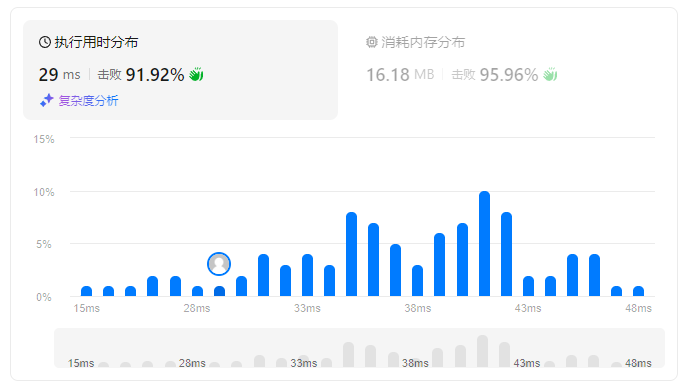 执行用时分布
29 ms 击败 91.92%
复杂度分析
消耗内存分布
16.18 MB 击败 95.96%
15%
10%
5%
0%
15ms 28ms 33ms 38ms 43ms 48ms
15ms 28ms 33ms 38ms 43ms 48ms